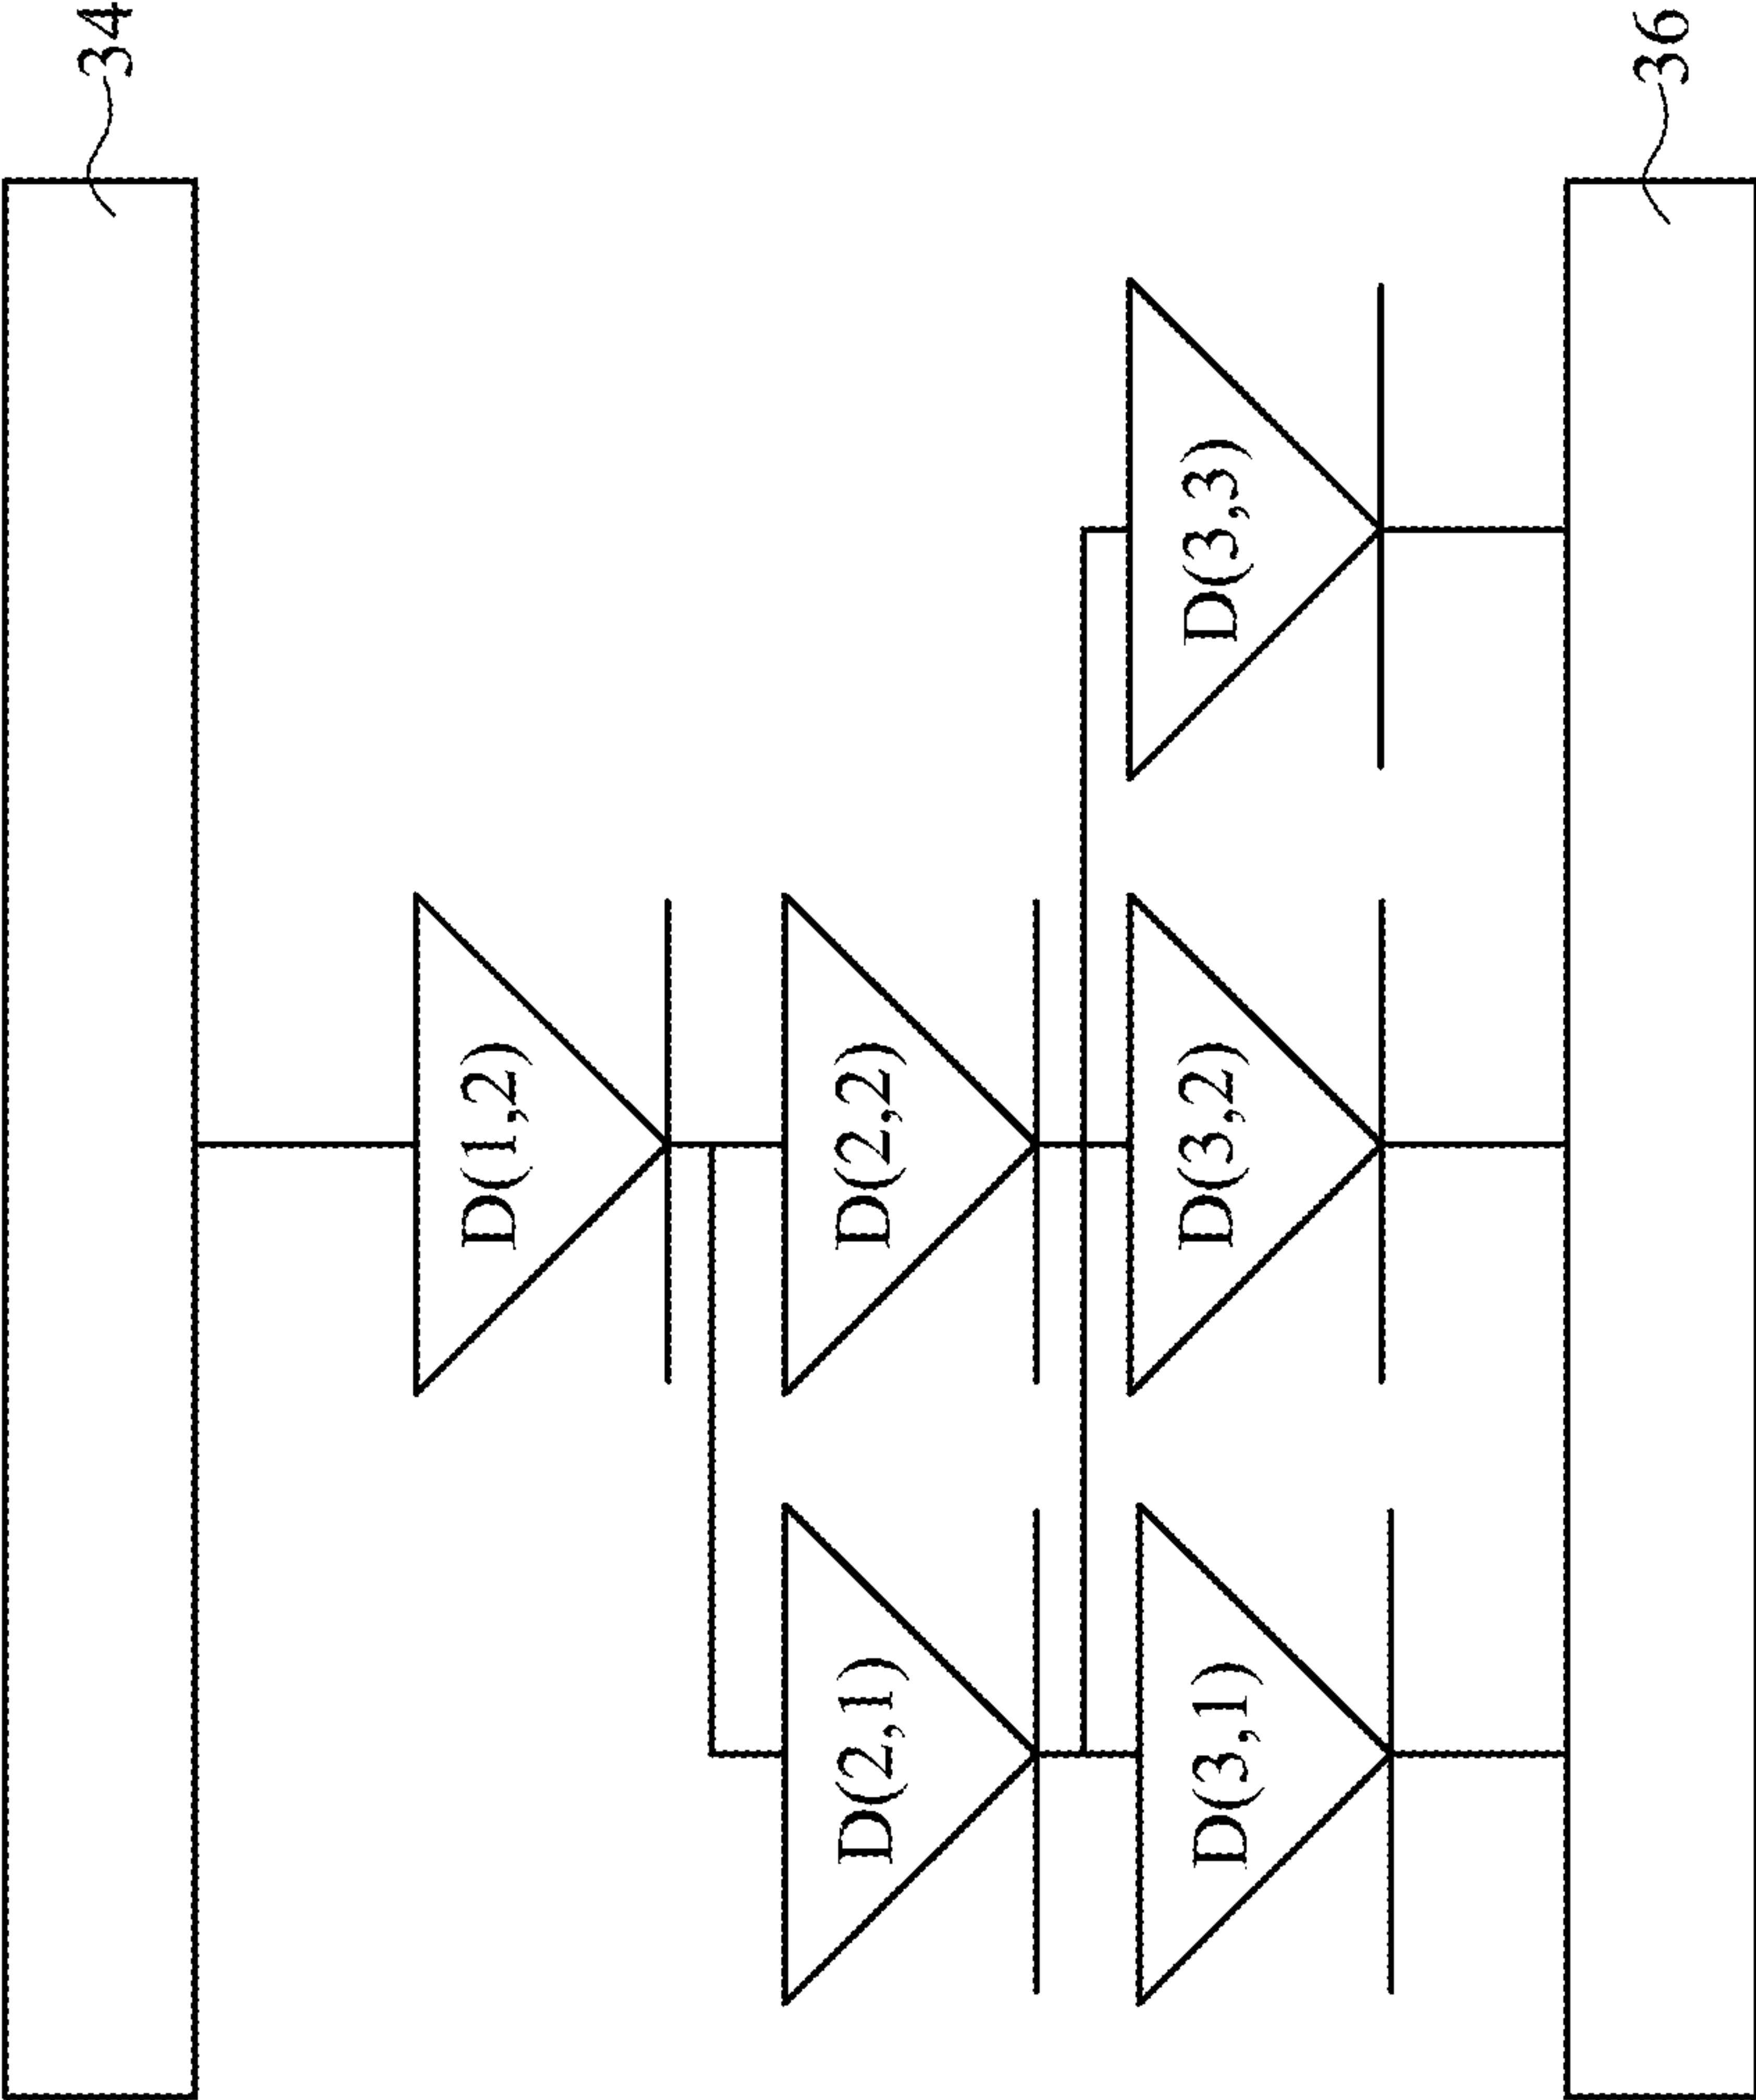 34
D(1,2)
D(2,1)
D(2,2)
D(3,1)
D(3,2)
D(3,3)
36